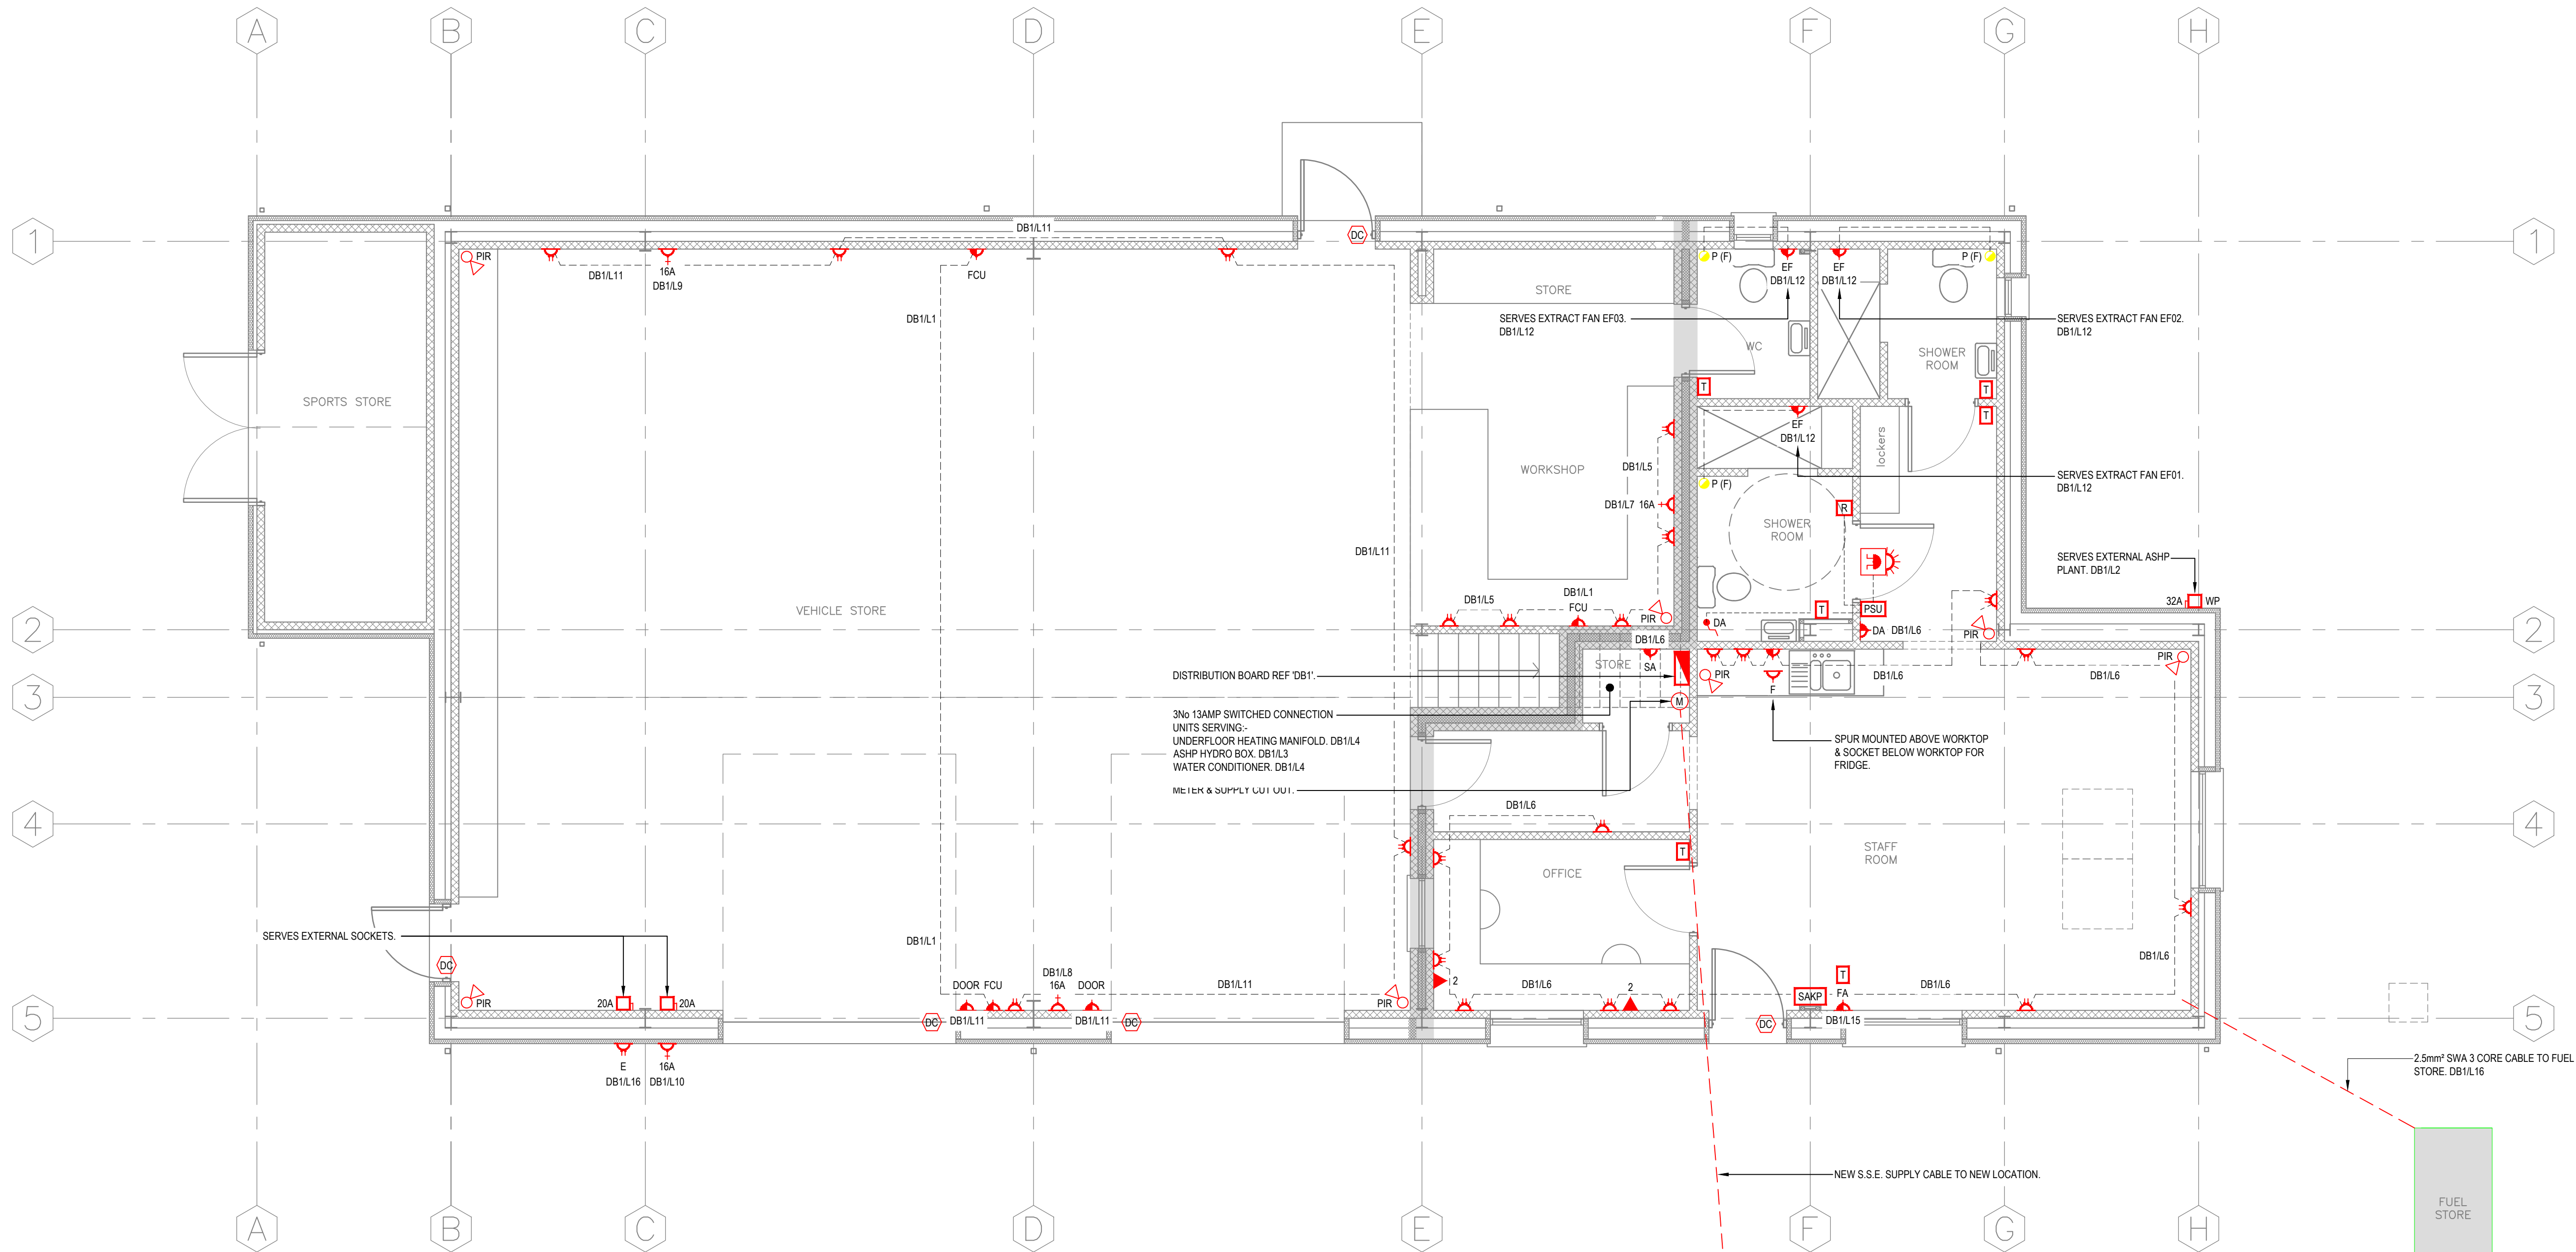 A B C D E F G H
1 1
DB1/L11
DC
PIR
DB1/L11
16A
DB1/L9
FCU
DB1/L1
STORE
P (F)
EF
DB1/L12
EF
DB1/L12
P (F)
SERVES EXTRACT FAN EF03.
DB1/L12
SERVES EXTRACT FAN EF02.
DB1/L12
WC
SHOWER
ROOM
T
T
T
SPORTS STORE
EF
DB1/L12
lockers
WORKSHOP
DB1/L5
SERVES EXTRACT FAN EF01.
DB1/L12
P (F)
DB1/L7 16A
R
SHOWER
ROOM
DB1/L11
SERVES EXTERNAL ASHP
PLANT. DB1/L2
32A WP
VEHICLE STORE
DB1/L5
DB1/L1
FCU
PIR
T
PSU
DA
DA DB1/L6
PIR
2 2
DB1/L6
STORE
SA
PIR
DISTRIBUTION BOARD REF 'DB1'.
PIR
F
DB1/L6
DB1/L6
3 3
M
3No 13AMP SWITCHED CONNECTION
UNITS SERVING:-
UNDERFLOOR HEATING MANIFOLD. DB1/L4
ASHP HYDRO BOX. DB1/L3
WATER CONDITIONER. DB1/L4
METER & SUPPLY CUT OUT.
SPUR MOUNTED ABOVE WORKTOP
& SOCKET BELOW WORKTOP FOR
FRIDGE.
DB1/L6
4 4
T
OFFICE
STAFF
ROOM
SERVES EXTERNAL SOCKETS.
DB1/L1
DB1/L6
DC
PIR
20A
20A
DOOR FCU
DB1/L8
16A
DOOR
DB1/L11
PIR
2
DB1/L6
2
T
SAKP
FA
DB1/L6
5 5
DC
DB1/L11
DB1/L11
DC
DC
DB1/L15
E
DB1/L16
16A
DB1/L10
2.5mm² SWA 3 CORE CABLE TO FUEL
STORE. DB1/L16
NEW S.S.E. SUPPLY CABLE TO NEW LOCATION.
FUEL
STORE
A B C D E F G H